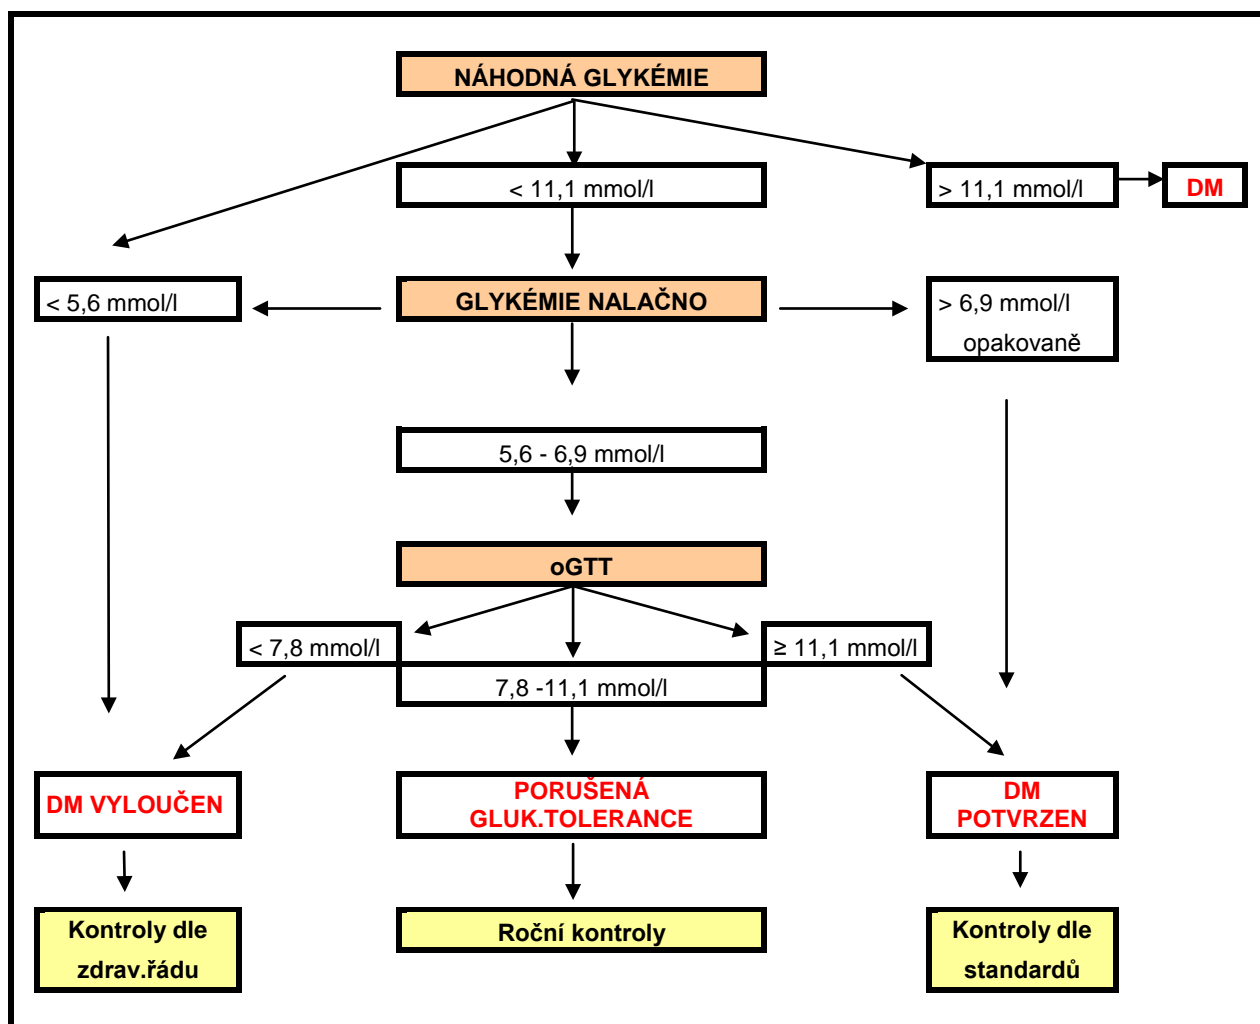 NÁHODNÁ GLYKÉMIE
< 11,1 mmol/l
> 11,1 mmol/l
DM
< 5,6 mmol/l
GLYKÉMIE NALAČNO
> 6,9 mmol/l
opakovaně
5,6 - 6,9 mmol/l
oGTT
< 7,8 mmol/l
≥ 11,1 mmol/l
7,8 -11,1 mmol/l
DM VYLOUČEN
PORUŠENÁ
GLUK.TOLERANCE
DM
POTVRZEN
Kontroly dle
zdrav.řádu
Roční kontroly
Kontroly dle
standardů